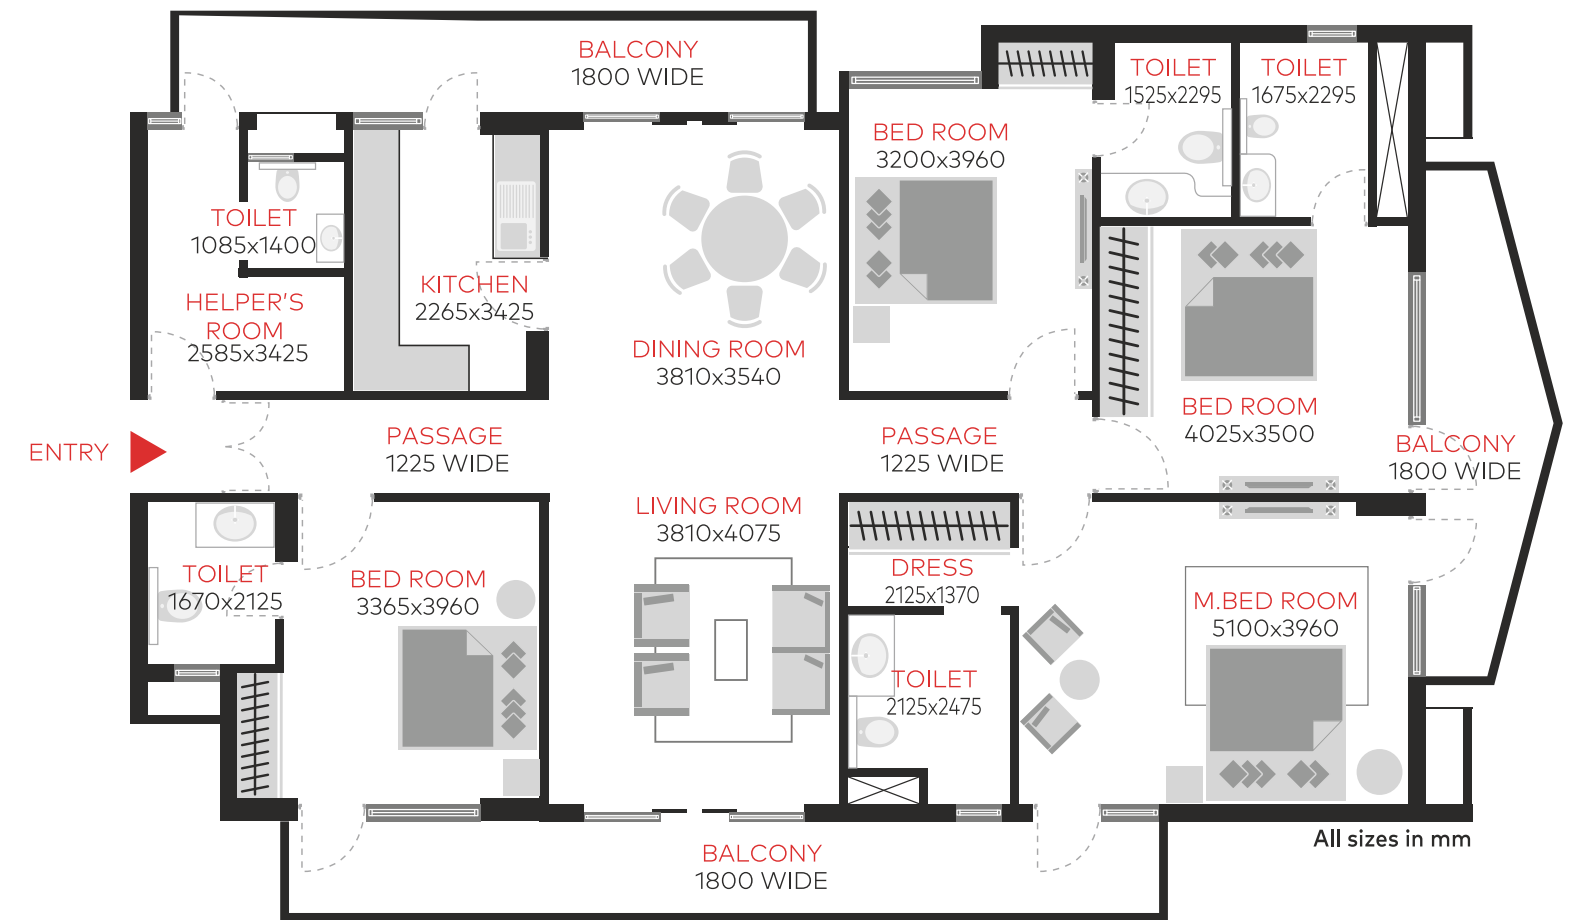 BALCONY
1800 WIDE
TOILET
1525x2295
TOILET
1675x2295
BED ROOM
3200x3960
TOILET
1085x1400
KITCHEN
2265x3425
HELPER'S
ROOM
2585x3425
DINING ROOM
3810x3540
BED ROOM
4025x3500
ENTRY
PASSAGE
1225 WIDE
PASSAGE
1225 WIDE
BALCONY
1800 WIDE
LIVING ROOM
3810x4075
TOILET
1670x2125
BED ROOM
3365x3960
DRESS
2125x1370
M.BED ROOM
5100x3960
TOILET
2125x2475
All sizes in mm
BALCONY
1800 WIDE